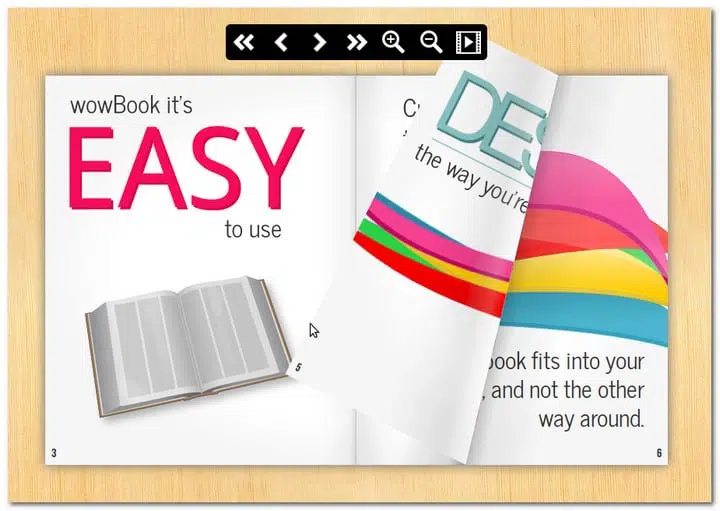 wowBook it's
EASY
to use
3
DES
the way you're
5
book fits into your
, and not the other
way around.
6